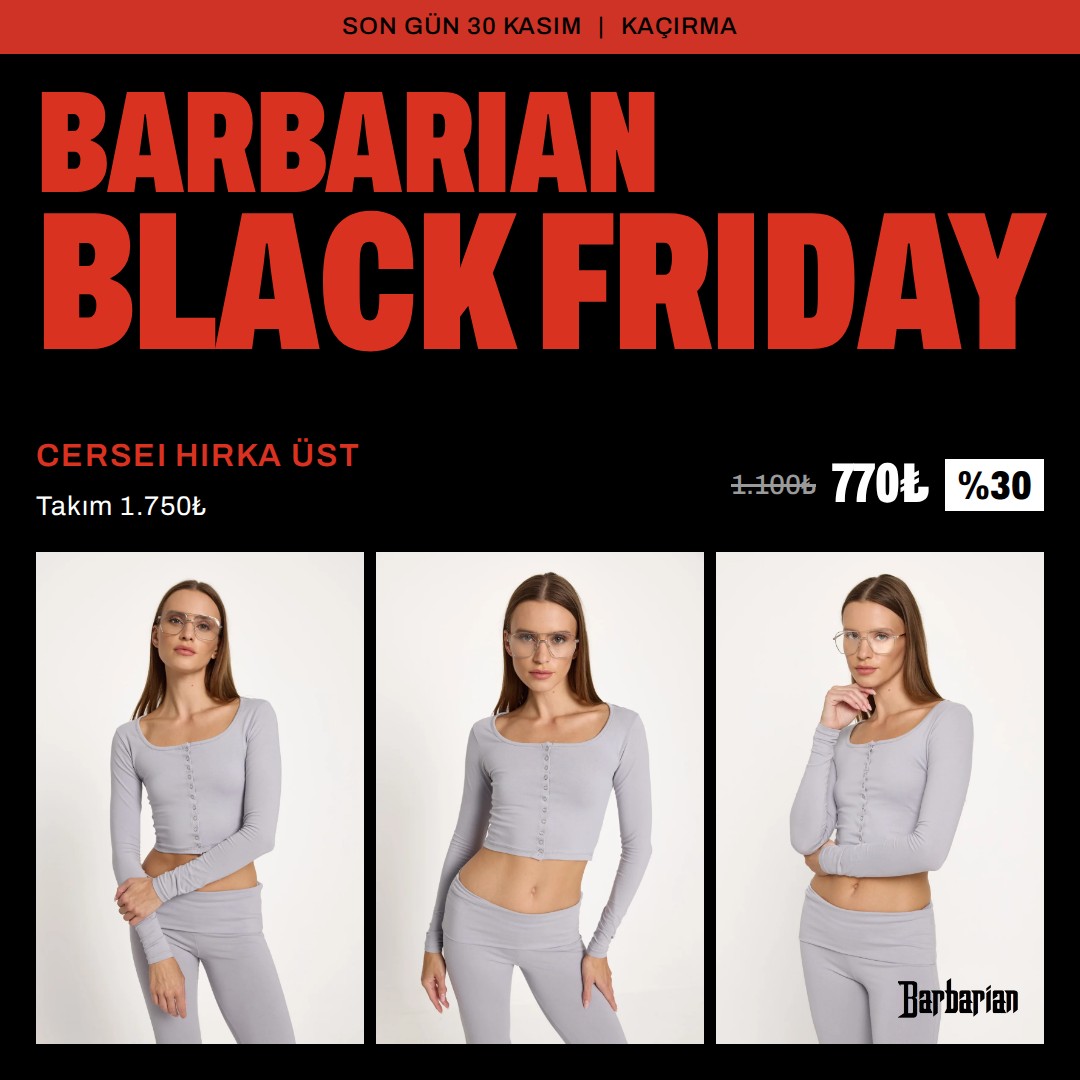 SON GÜN 30 KASIM | KAÇIRMA
BARBARIAN
BLACK FRIDAY
CERSEI HIRKA ÜST
Takım 1.750₺
1.100₺ 770₺ %30
Barbarian